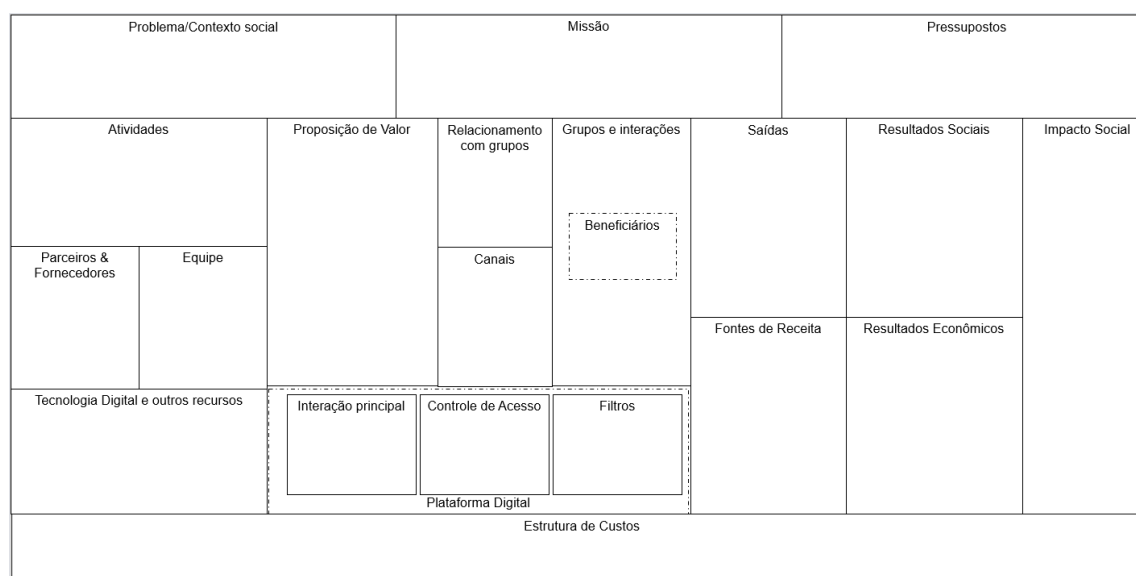 Problema/Contexto social
Missão
Pressupostos
Atividades
Proposição de Valor
Relacionamento
com grupos
Grupos e interações
Saídas
Resultados Sociais
Impacto Social
Beneficiários
Parceiros &
Fornecedores
Equipe
Canais
Fontes de Receita
Resultados Econômicos
Tecnologia Digital e outros recursos
Interação principal
Controle de Acesso
Filtros
Plataforma Digital
Estrutura de Custos